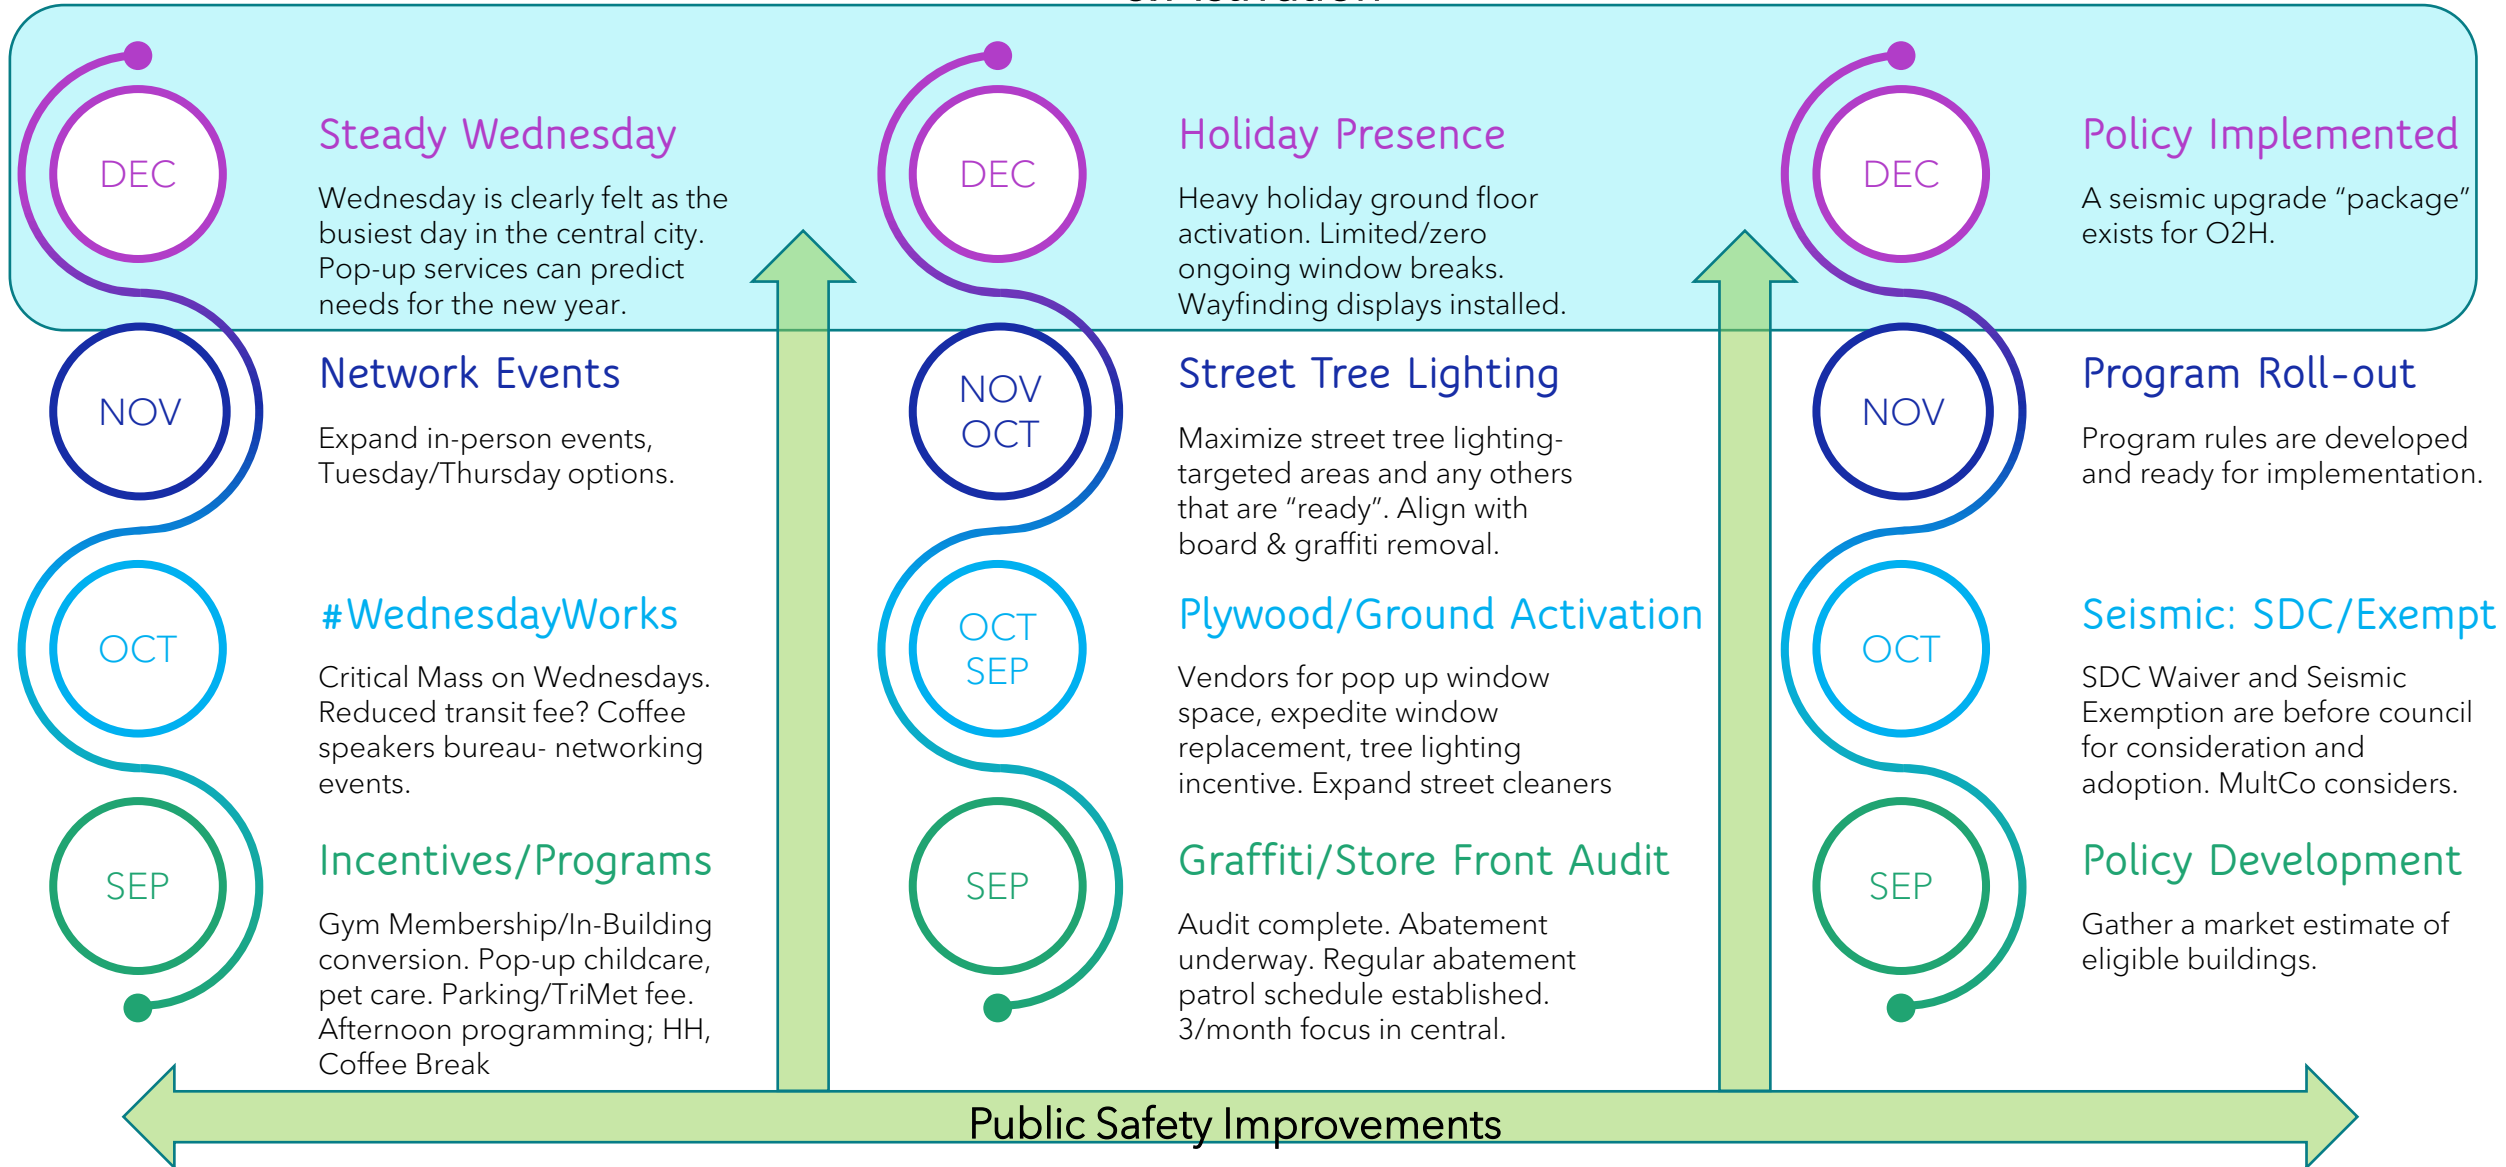 DEC
Steady Wednesday
Wednesday is clearly felt as the
busiest day in the central city.
Pop-up services can predict
needs for the new year.
NOV
Network Events
Expand in-person events,
Tuesday/Thursday options.
OCT
#WednesdayWorks
Critical Mass on Wednesdays.
Reduced transit fee? Coffee
speakers bureau- networking
events.
SEP
Incentives/Programs
Gym Membership/In-Building
conversion. Pop-up childcare,
pet care. Parking/TriMet fee.
Afternoon programming; HH,
Coffee Break
DEC
Holiday Presence
Heavy holiday ground floor
activation. Limited/zero
ongoing window breaks.
Wayfinding displays installed.
NOV
OCT
Street Tree Lighting
Maximize street tree lighting-
targeted areas and any others
that are “ready”. Align with
board & graffiti removal.
OCT
SEP
Plywood/Ground Activation
Vendors for pop up window
space, expedite window
replacement, tree lighting
incentive. Expand street cleaners
SEP
Graffiti/Store Front Audit
Audit complete. Abatement
underway. Regular abatement
patrol schedule established.
3/month focus in central.
DEC
Policy Implemented
A seismic upgrade “package”
exists for O2H.
NOV
Program Roll-out
Program rules are developed
and ready for implementation.
OCT
Seismic: SDC/Exempt
SDC Waiver and Seismic
Exemption are before council
for consideration and
adoption. MultCo considers.
SEP
Policy Development
Gather a market estimate of
eligible buildings.
Public Safety Improvements